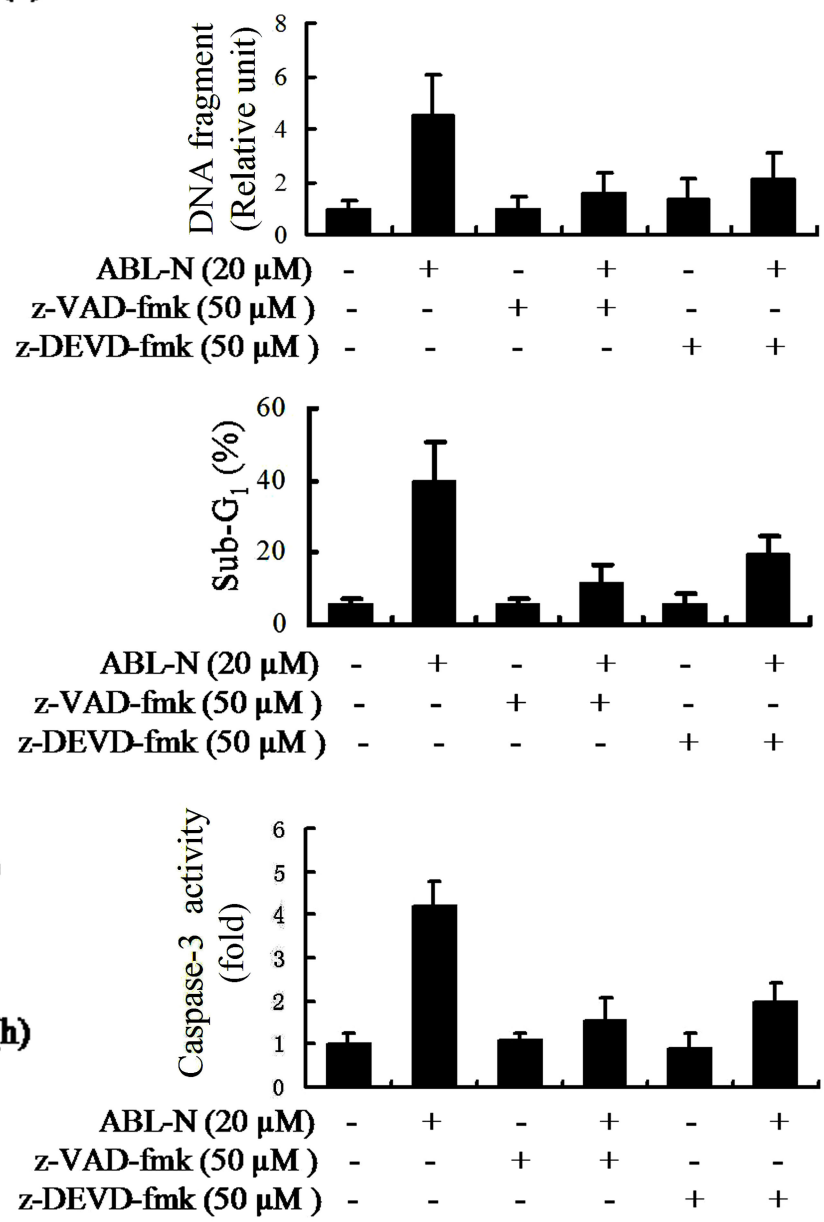 DNA fragment
(Relative unit)
8
6
4
2
0
ABL-N (20 µM) - + - + - +
z-VAD-fmk (50 µM ) - - + + - -
z-DEVD-fmk (50 µM ) - - - - + +
Sub-G1 (%)
60
40
20
0
ABL-N (20 µM) - + - + - +
z-VAD-fmk (50 µM ) - - + + - -
z-DEVD-fmk (50 µM ) - - - - + +
Caspase-3 activity
(fold)
6
5
4
3
2
1
0
h)
ABL-N (20 µM) - + - + - +
z-VAD-fmk (50 µM ) - - + + - -
z-DEVD-fmk (50 µM ) - - - - + +